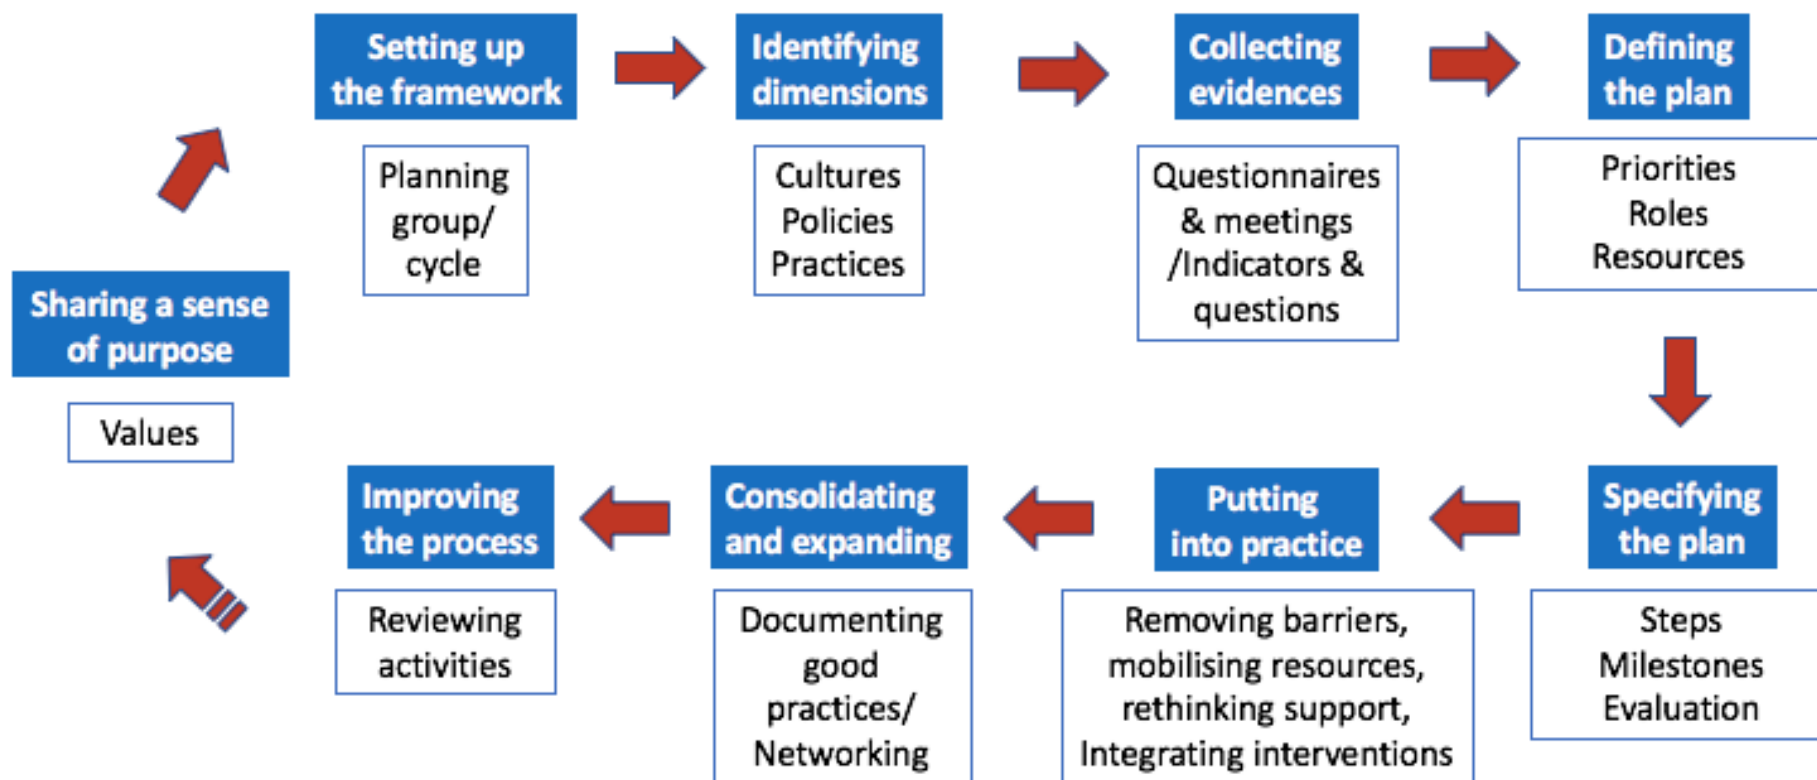 Setting up
the framework
Planning
group/
cycle
Identifying
dimensions
Cultures
Policies
Practices
Collecting
evidences
Questionnaires
& meetings
/Indicators &
questions
Defining
the plan
Priorities
Roles
Resources
Sharing a sense
of purpose
Values
Improving
the process
Reviewing
activities
Consolidating
and expanding
Documenting
good
practices/
Networking
Putting
into practice
Removing barriers,
mobilising resources,
rethinking support,
Integrating interventions
Specifying
the plan
Steps
Milestones
Evaluation